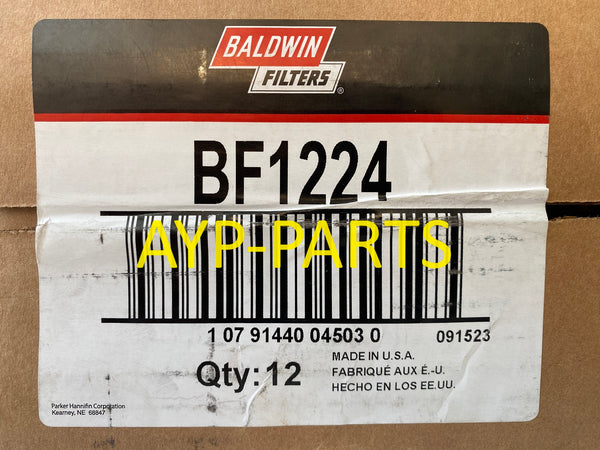 BALDWIN
FILTERS®
BF1224
AYP-PARTS
1 07 91440 04503 0
091523
Qty: 12
MADE IN U.S.A.
FABRIQUÉ AUX É.-U.
HECHO EN LOS EE.UU.
Parker Hannifin Corporation
Kearney, NE 68847